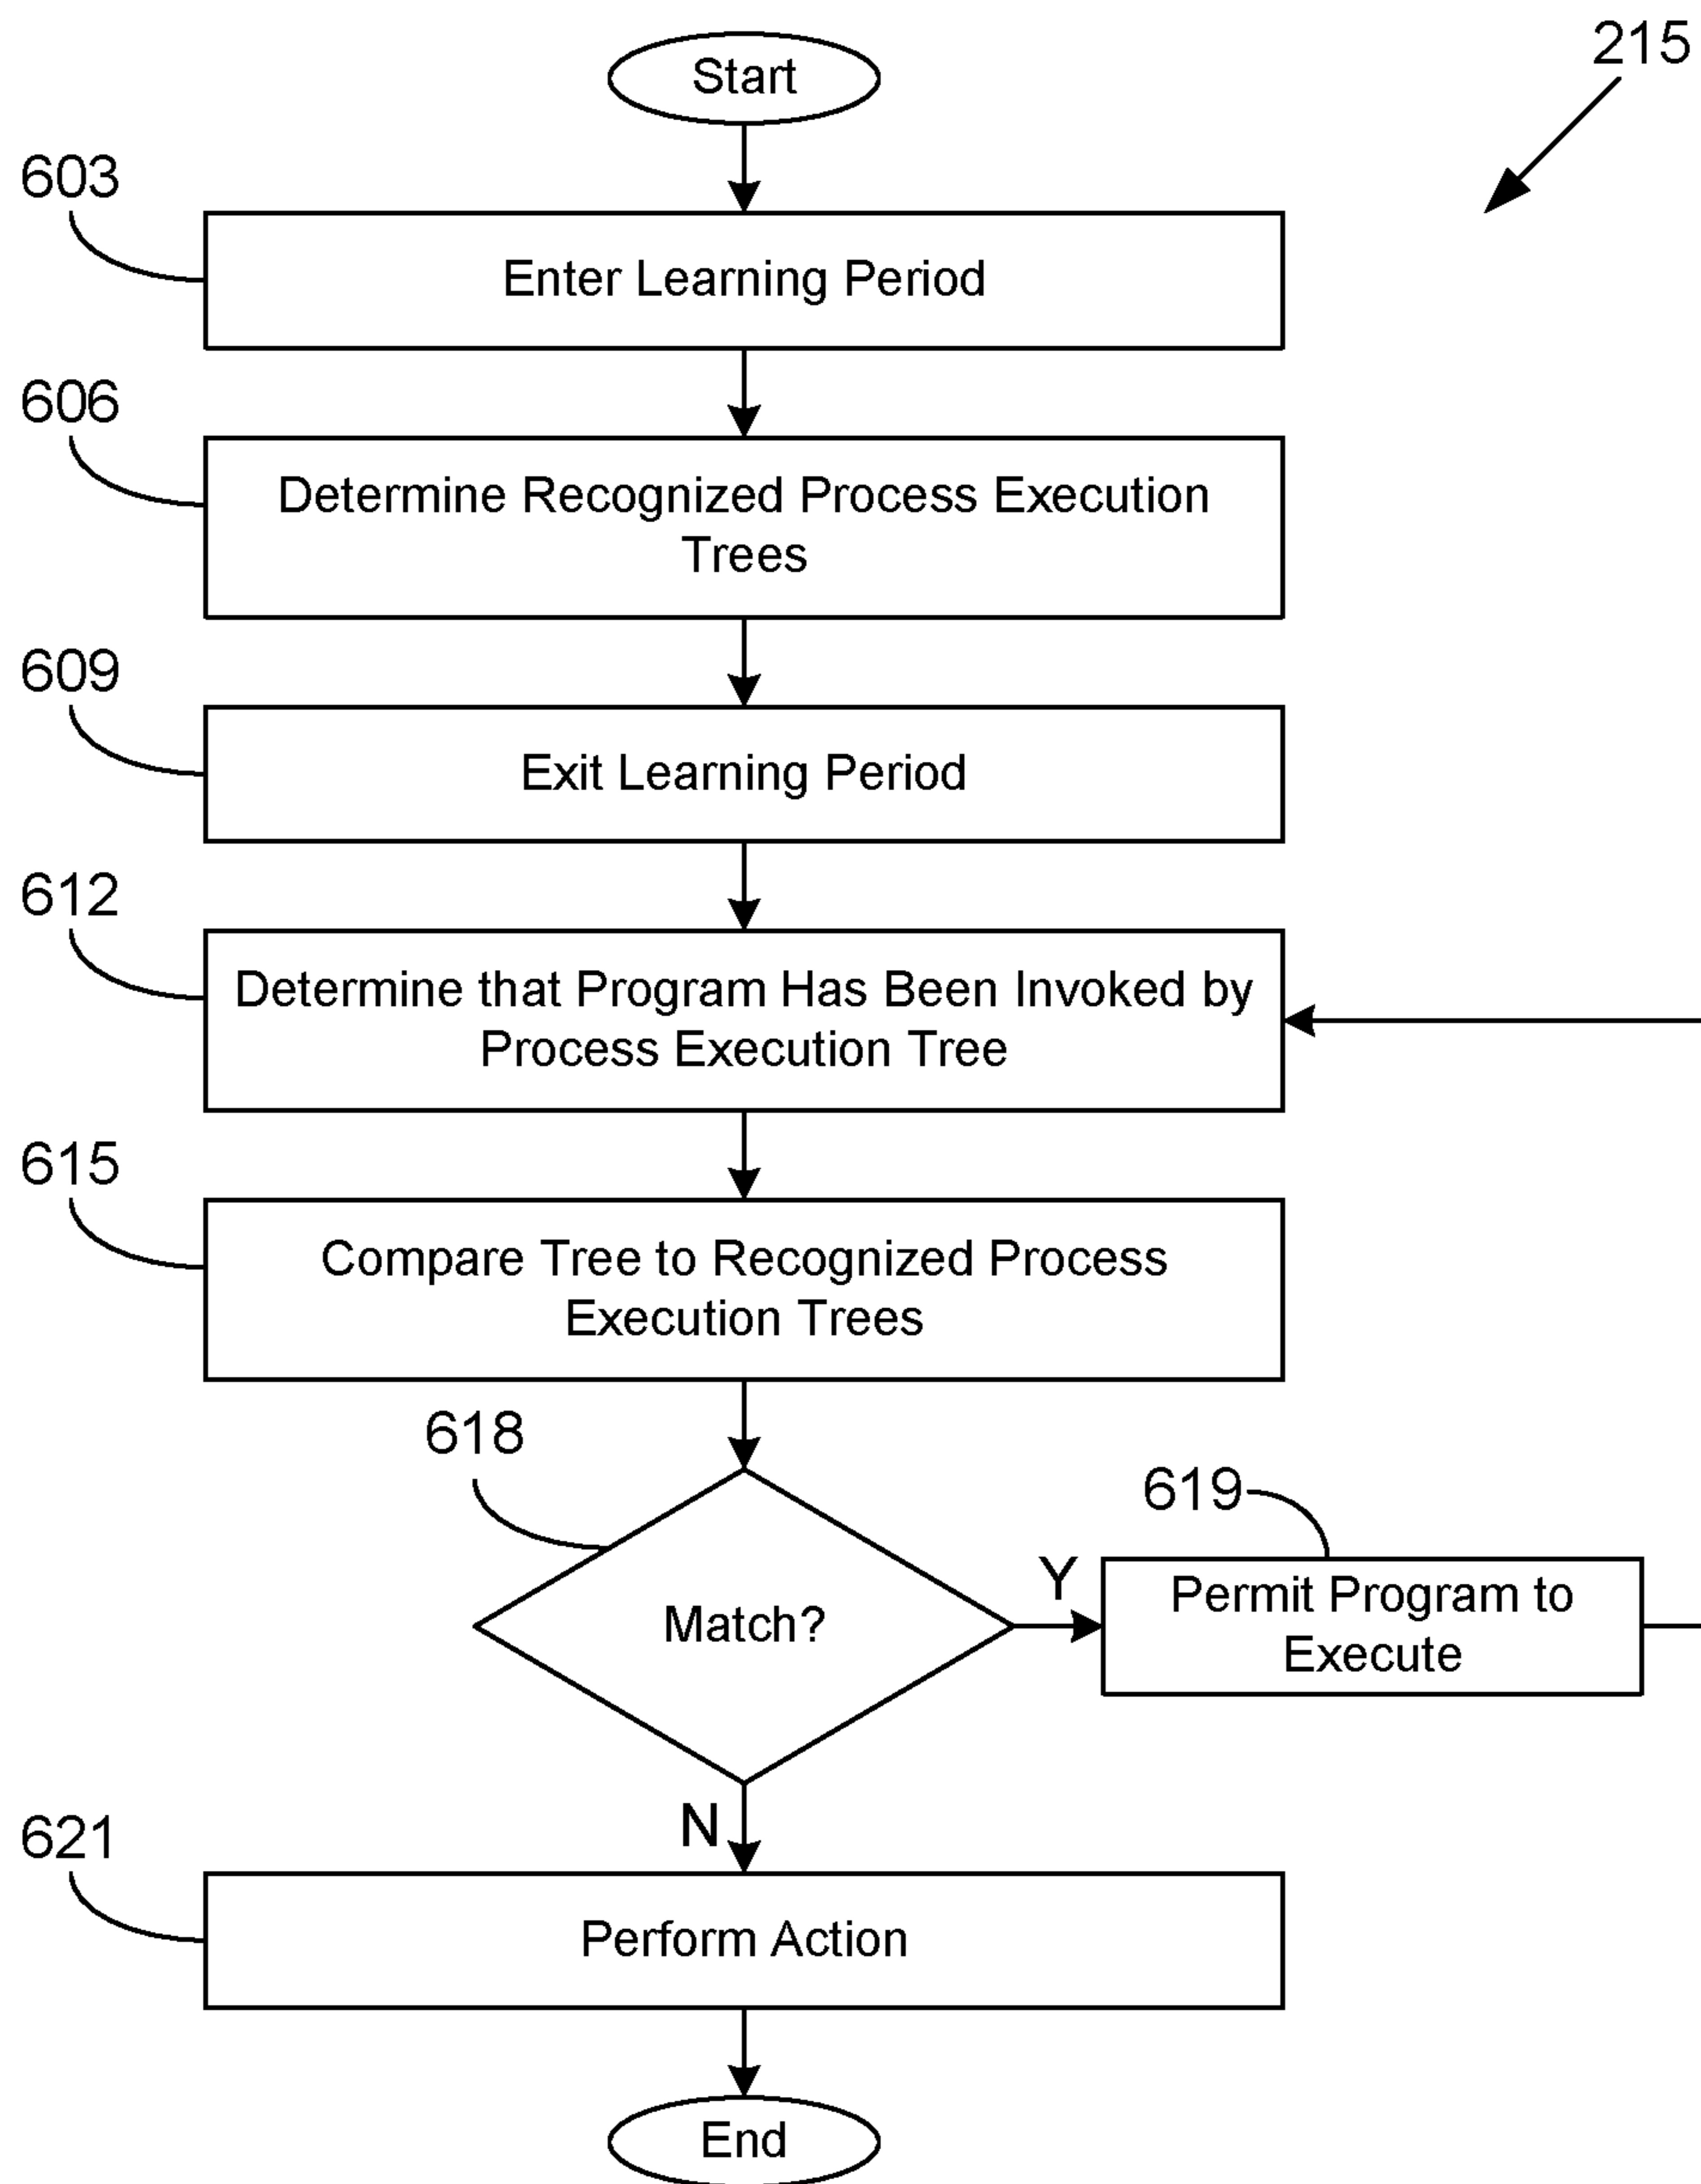 Start
215
603
Enter Learning Period
606
Determine Recognized Process Execution
Trees
609
Exit Learning Period
612
Determine that Program Has Been Invoked by
Process Execution Tree
615
Compare Tree to Recognized Process
Execution Trees
618
Match?
Y
619
Permit Program to
Execute
N
621
Perform Action
End